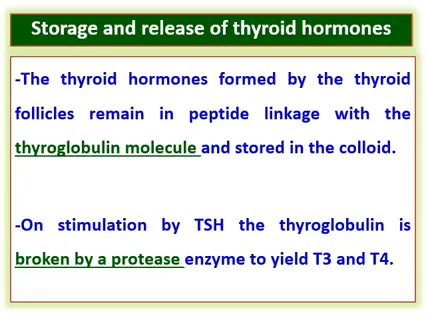 Storage and release of thyroid hormones
-The thyroid hormones formed by the thyroid
follicles remain in peptide linkage with the
thyroglobulin molecule and stored in the colloid.
-On stimulation by TSH the thyroglobulin is
broken by a protease enzyme to yield T3 and T4.